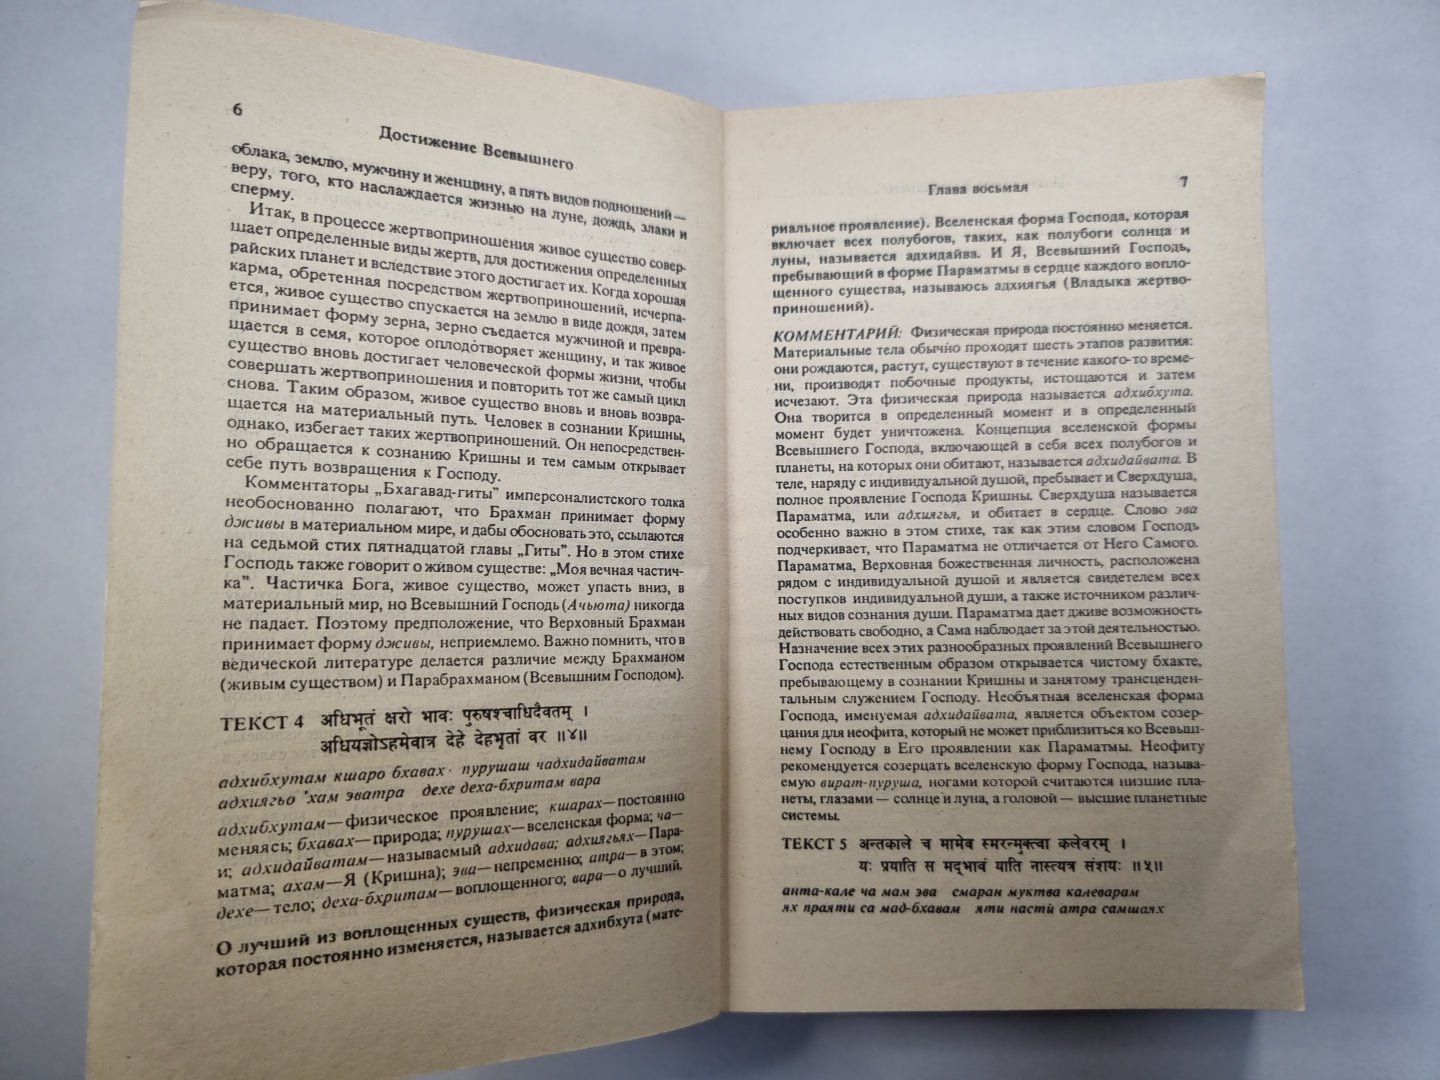 6
Достижение Всевышнего
облака, землю, мужчину и женщину, а пять видов подношений —
веру, того, кто наслаждается жизнью на луне, дождь, злаки и
сперму.
Итак, в процессе жертвоприношения живое существо совер-
шает определенные виды жертв, для достижения определенных
райских планет и вследствие этого достигает их. Когда хорошая
карма, обретенная посредством жертвоприношений, исчерпа-
ется, живое существо спускается на землю в виде дождя, затем
принимает форму зерна, зерно съедается мужчиной и превра-
щается в семя, которое оплодотворяет женщину, и так живое
существо вновь достигает человеческой формы жизни, чтобы
совершать жертвоприношения и повторить тот же самый цикл
снова. Таким образом, живое существо вновь и вновь возвра-
щается на материальный путь. Человек в сознании Кришны,
однако, избегает таких жертвоприношений. Он непосредствен-
но обращается к сознанию Кришны и тем самым открывает
себе путь возвращения к Господу.
Комментаторы „Бхагавад-гиты” имперсоналистского толка
необоснованно полагают, что Брахман принимает форму
дживы в материальном мире, и дабы обосновать это, ссылаются
на седьмой стих пятнадцатой главы „Гиты”. Но в этом стихе
Господь также говорит о живом существе: „Моя вечная частич-
ка”. Частичка Бога, живое существо, может упасть вниз, в
материальный мир, но Всевышний Господь (Ачьюта) никогда
не падает. Поэтому предположение, что Верховный Брахман
принимает форму дживы, неприемлемо. Важно помнить, что в
ведической литературе делается различие между Брахманом
(живым существом) и Парабрахманом (Всевышним Господом).
ТЕКСТ 4 अधिभूतं क्षरो भावः पुरुषश्चाधिदैवतम् ।
अधियज्ञोऽहमेवात्र देहे देहभृतां वर ॥४॥
адхибхутам кшаро бхавах пурушаш чадхидайватам
адхиягьо 'хам эватра дехе деха-бхритам вара
адхибхутам—физическое проявление; кшарах—постоянно
меняясь; бхавах—природа; пурушах—вселенская форма; ча—
и; адхидайватам—называемый адхидава; адхиягьях—Пара-
матма; ахам—Я (Кришна); эва—непременно; атра—в этом;
дехе—тело; деха-бхритам—воплощенного; вара—о лучший.
О лучший из воплощенных существ, физическая природа,
которая постоянно изменяется, называется адхибхута (мате-
Глава восьмая
7
риальное проявление). Вселенская форма Господа, которая
включает всех полубогов, таких, как полубоги солнца и
луны, называется адхидайва. И Я, Всевышний Господь,
пребывающий в форме Параматмы в сердце каждого вопло-
щенного существа, называюсь адхиягья (Владыка жертво-
приношений).
КОММЕНТАРИЙ: Физическая природа постоянно меняется.
Материальные тела обычно проходят шесть этапов развития:
они рождаются, растут, существуют в течение какого-то време-
ни, производят побочные продукты, истощаются и затем
исчезают. Эта физическая природа называется адхибхута.
Она творится в определенный момент и в определенный
момент будет уничтожена. Концепция вселенской формы
Всевышнего Господа, включающей в себя всех полубогов и
планеты, на которых они обитают, называется адхидайвата. В
теле, наряду с индивидуальной душой, пребывает и Сверхдуша,
полное проявление Господа Кришны. Сверхдуша называется
Параматма, или адхиягья, и обитает в сердце. Слово эва
особенно важно в этом стихе, так как этим словом Господь
подчеркивает, что Параматма не отличается от Него Самого.
Параматма, Верховная божественная личность, расположена
рядом с индивидуальной душой и является свидетелем всех
поступков индивидуальной души, а также источником различ-
ных видов сознания души. Параматма дает дживе возможность
действовать свободно, а Сама наблюдает за этой деятельностью.
Назначение всех этих разнообразных проявлений Всевышнего
Господа естественным образом открывается чистому бхакте,
пребывающему в сознании Кришны и занятому трансценден-
тальным служением Господу. Необъятная вселенская форма
Господа, именуемая адхидайвата, является объектом созер-
цания для неофита, который не может приблизиться ко Всевыш-
нему Господу в Его проявлении как Параматмы. Неофиту
рекомендуется созерцать вселенскую форму Господа, называ-
емую вират-пуруша, ногами которой считаются низшие пла-
неты, глазами — солнце и луна, а головой — высшие планетные
системы.
ТЕКСТ 5 अन्तकाले च मामेव स्मरन्मुक्त्वा कलेवरम् ।
यः प्रयाति स मद्भावं याति नास्त्यत्र संशयः ॥५॥
анта-кале ча мам эва смаран муктва калеварам
ях праяти са мад-бхавам яти насти атра самшаях